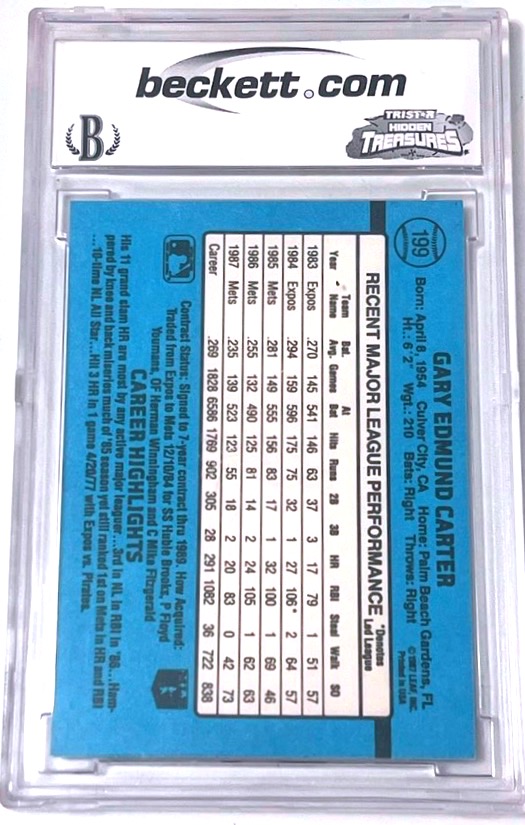 beckett.com
B
TRISTAR
HIDDEN
TREASURES
199
GARY EDMUND CARTER
Born: April 8, 1954 Culver City, CA Home: Palm Beach Gardens, FL
Ht.: 6'2" Wgt.: 210 Bats: Right Throws: Right
© 1987 LEAF, INC.
Printed in USA
RECENT MAJOR LEAGUE PERFORMANCE *Denotes Led League
Year Team Name Bat. Avg. Games At Bat Hits Runs 2B 3B HR RBI Steal Walk SO
1983 Expos .270 145 541 146 63 37 3 17 79 1 51 57
1984 Expos .294 159 596 175 75 32 1 27 106* 2 64 57
1985 Mets .281 149 555 156 83 17 1 32 100 1 69 46
1986 Mets .255 132 490 125 81 14 2 24 105 1 62 63
1987 Mets .235 139 523 123 55 18 2 20 83 0 42 73
Career .269 1828 6586 1769 902 305 28 291 1082 36 722 838
Contract Status: Signed to 7-year contract thru 1989. How Acquired:
Traded from Expos to Mets 12/10/84 for SS Hubie Brooks, P Floyd
Youmans, OF Herman Winningham and C Mike Fitzgerald
CAREER HIGHLIGHTS
His 11 grand slam HR are most by any active major leaguer...3rd in NL in RBI in '86...Ham-
pered by knee and back miseries much of '85 season yet still ranked 1st on Mets in HR and RBI
...10-time NL All Star...Hit 3 HR in 1 game 4/20/77 with Expos vs. Pirates.